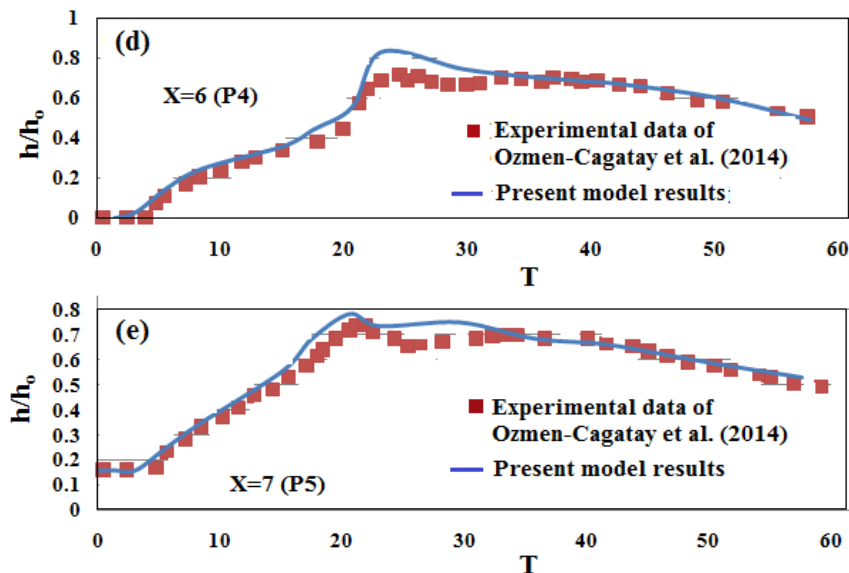 (d)
h/h₀
1
0.8
0.6
0.4
0.2
0
X=6 (P4)
Experimental data of
Ozmen-Cagatay et al. (2014)
Present model results
0 10 20 30 40 50 60
T
(e)
h/h₀
0.8
0.7
0.6
0.5
0.4
0.3
0.2
0.1
0
X=7 (P5)
Experimental data of
Ozmen-Cagatay et al. (2014)
Present model results
0 10 20 30 40 50 60
T